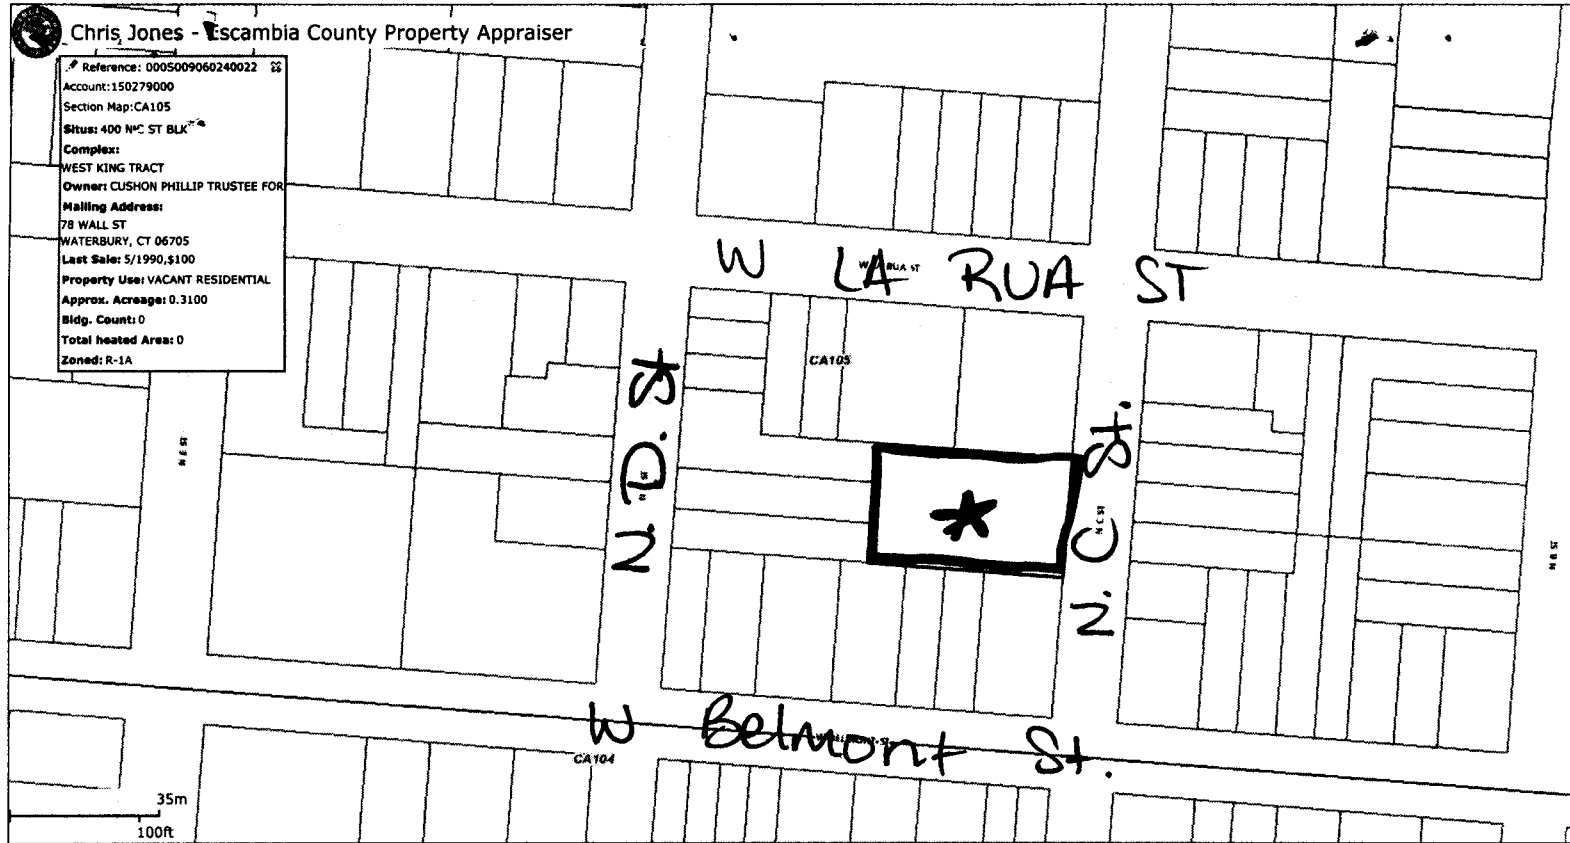 Chris Jones - Escambia County Property Appraiser
Reference: 000S009060240022
Account:150279000
Section Map:CA105
Situs: 400 N C ST BLK
Complex:
WEST KING TRACT
Owner: CUSHON PHILLIP TRUSTEE FOR
Mailing Address:
78 WALL ST
WATERBURY, CT 06705
Last Sale: 5/1990,$100
Property Use: VACANT RESIDENTIAL
Approx. Acreage: 0.3100
Bldg. Count: 0
Total heated Area: 0
Zoned: R-1A
W LA RUA ST
CA105
N. D. St
N. C St.
N C ST
W Belmont St.
CA104
35m
100ft